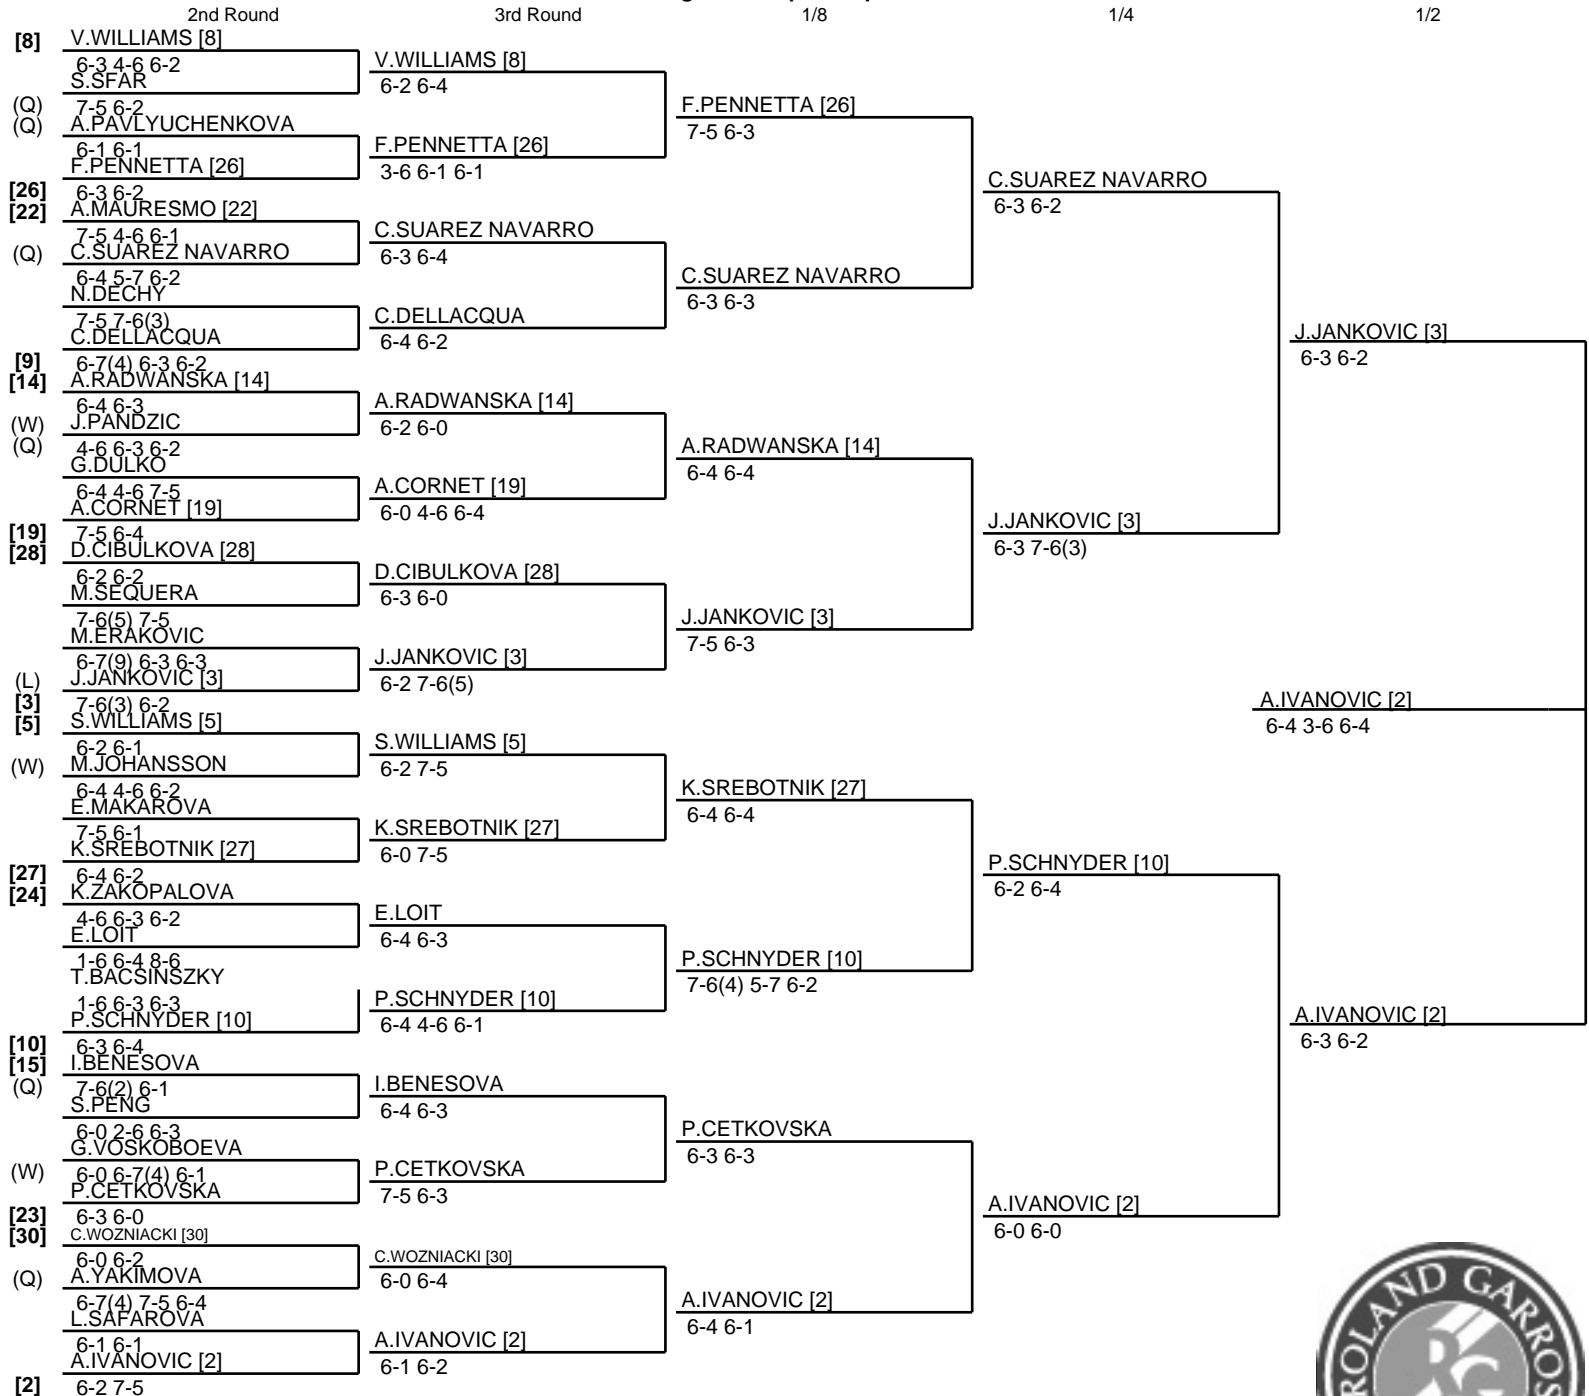 2nd Round 3rd Round 1/8 1/4 1/2
[8] V.WILLIAMS [8]
6-3 4-6 6-2
V.WILLIAMS [8]
S.SFAR
6-2 6-4
(Q) 7-5 6-2
F.PENNETTA [26]
(Q) A.PAVLYUCHENKOVA
7-5 6-3
6-1 6-1
F.PENNETTA [26]
F.PENNETTA [26]
3-6 6-1 6-1
[26] 6-3 6-2
C.SUAREZ NAVARRO
[22] A.MAURESMO [22]
6-3 6-2
7-5 4-6 6-1
C.SUAREZ NAVARRO
(Q) C.SUAREZ NAVARRO
6-3 6-4
6-4 5-7 6-2
C.SUAREZ NAVARRO
N.DECHY
6-3 6-3
7-5 7-6(3)
C.DELLACQUA
C.DELLACQUA
6-4 6-2
J.JANKOVIC [3]
[9] 6-7(4) 6-3 6-2
6-3 6-2
[14] A.RADWANSKA [14]
6-4 6-3
A.RADWANSKA [14]
(W) J.PANDZIC
6-2 6-0
(Q) 4-6 6-3 6-2
A.RADWANSKA [14]
G.DULKO
6-4 6-4
6-4 4-6 7-5
A.CORNET [19]
A.CORNET [19]
6-0 4-6 6-4
[19] 7-5 6-4
J.JANKOVIC [3]
[28] D.CIBULKOVA [28]
6-3 7-6(3)
6-2 6-2
D.CIBULKOVA [28]
M.SEQUERA
6-3 6-0
7-6(5) 7-5
J.JANKOVIC [3]
M.ERAKOVIC
7-5 6-3
6-7(9) 6-3 6-3
J.JANKOVIC [3]
(L) J.JANKOVIC [3]
6-2 7-6(5)
[3] 7-6(3) 6-2
A.IVANOVIC [2]
[5] S.WILLIAMS [5]
6-4 3-6 6-4
6-2 6-1
S.WILLIAMS [5]
(W) M.JOHANSSON
6-2 7-5
6-4 4-6 6-2
K.SREBOTNIK [27]
E.MAKAROVA
6-4 6-4
7-5 6-1
K.SREBOTNIK [27]
K.SREBOTNIK [27]
6-0 7-5
[27] 6-4 6-2
P.SCHNYDER [10]
[24] K.ZAKOPALOVA
6-2 6-4
4-6 6-3 6-2
E.LOIT
E.LOIT
6-4 6-3
1-6 6-4 8-6
P.SCHNYDER [10]
T.BACSINSZKY
7-6(4) 5-7 6-2
1-6 6-3 6-3
P.SCHNYDER [10]
P.SCHNYDER [10]
6-4 4-6 6-1
A.IVANOVIC [2]
[10] 6-3 6-4
6-3 6-2
[15] I.BENESOVA
(Q) 7-6(2) 6-1
I.BENESOVA
S.PENG
6-4 6-3
6-0 2-6 6-3
P.CETKOVSKA
G.VOSKOBOEVA
6-3 6-3
(W) 6-0 6-7(4) 6-1
P.CETKOVSKA
P.CETKOVSKA
7-5 6-3
[23] 6-3 6-0
A.IVANOVIC [2]
[30] C.WOZNIACKI [30]
6-0 6-0
6-0 6-2
C.WOZNIACKI [30]
(Q) A.YAKIMOVA
6-0 6-4
6-7(4) 7-5 6-4
A.IVANOVIC [2]
L.SAFAROVA
6-4 6-1
6-1 6-1
A.IVANOVIC [2]
A.IVANOVIC [2]
6-1 6-2
[2] 6-2 7-5
ROLAND GARROS
RG